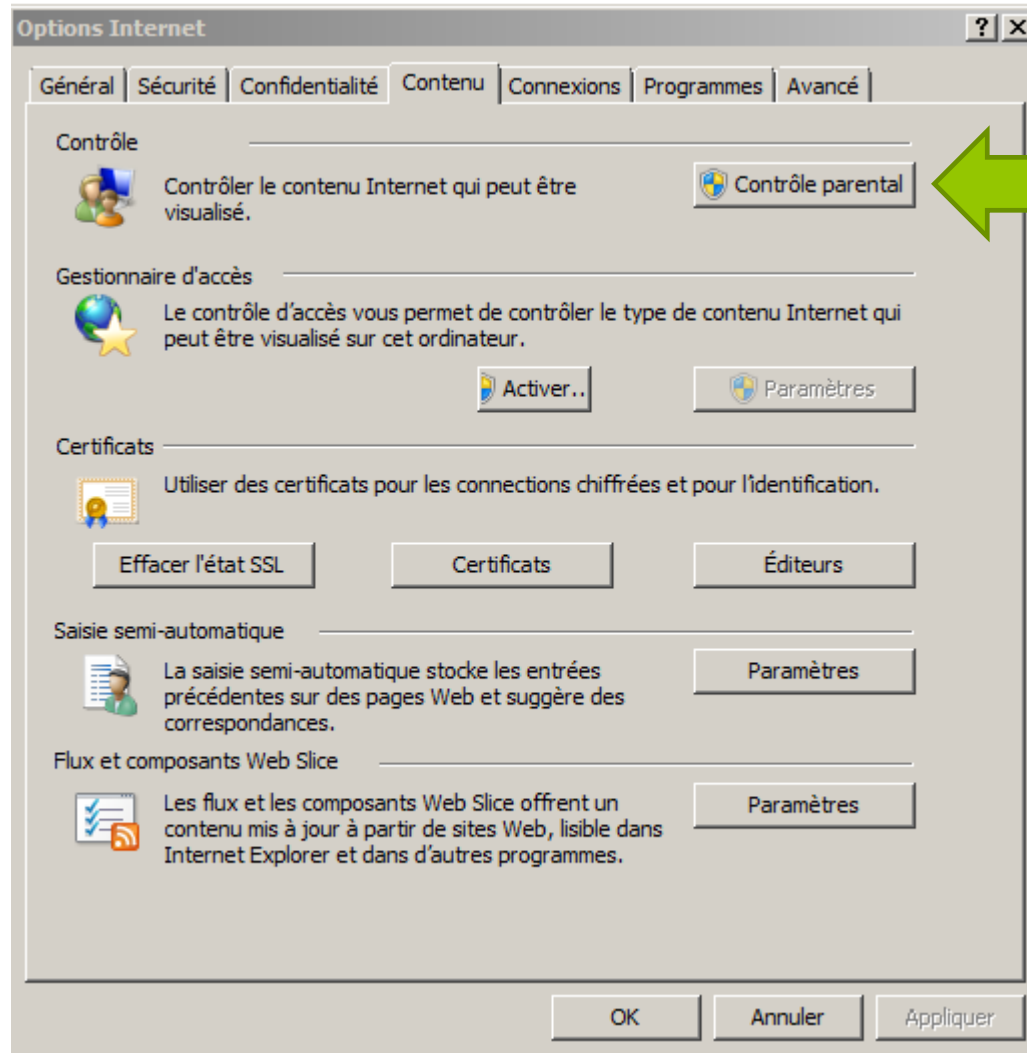 Options Internet
Général Sécurité Confidentialité Contenu Connexions Programmes Avancé
Contrôle
Contrôler le contenu Internet qui peut être
visualisé.
Contrôle parental
Gestionnaire d'accès
Le contrôle d’accès vous permet de contrôler le type de contenu Internet qui
peut être visualisé sur cet ordinateur.
Activer..
Paramètres
Certificats
Utiliser des certificats pour les connections chiffrées et pour l’identification.
Effacer l'état SSL
Certificats
Éditeurs
Saisie semi-automatique
La saisie semi-automatique stocke les entrées
précédentes sur des pages Web et suggère des
correspondances.
Paramètres
Flux et composants Web Slice
Les flux et les composants Web Slice offrent un
contenu mis à jour à partir de sites Web, lisible dans
Internet Explorer et dans d’autres programmes.
Paramètres
OK
Annuler
Appliquer